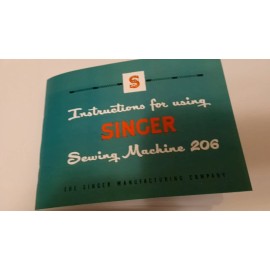 S
Instructions for using
SINGER
Sewing Machine 206
THE SINGER MANUFACTURING COMPANY